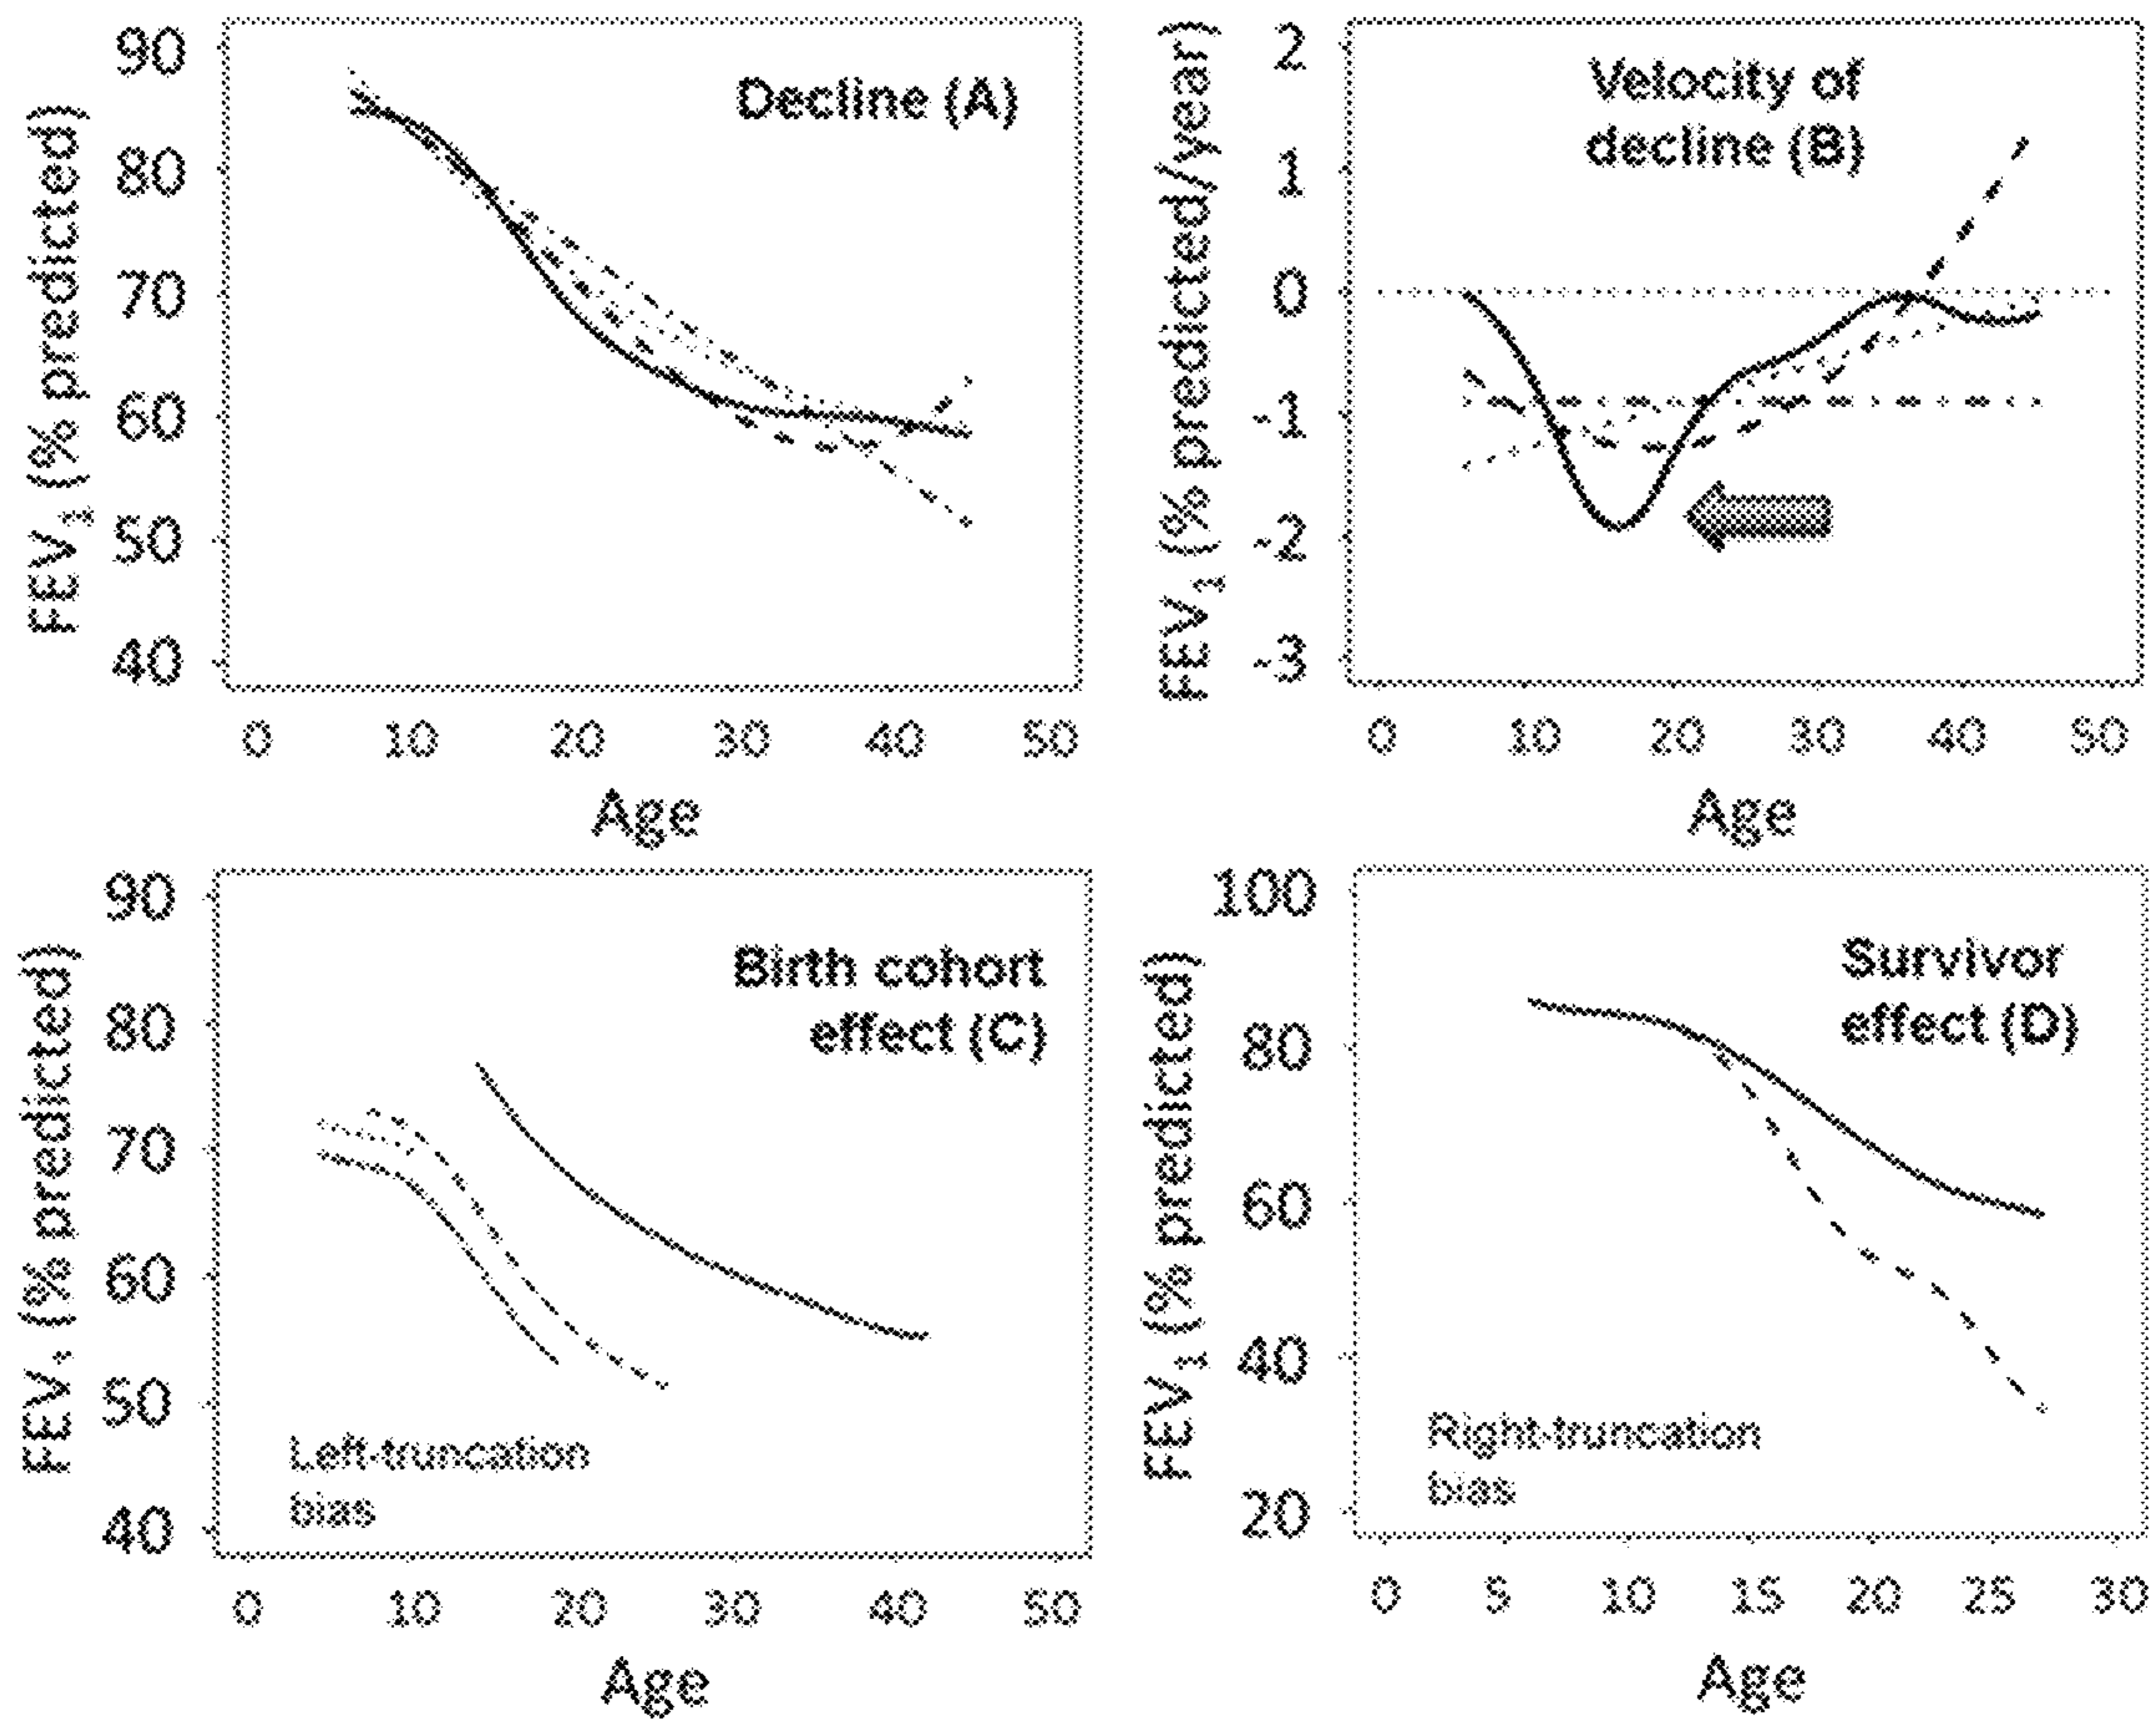 FEV1 (% predicted)
90
80
70
60
50
40
Decline (A)
0 10 20 30 40 50
Age
FEV1 (% predicted/year)
2
1
0
-1
-2
-3
Velocity of
decline (B)
0 10 20 30 40 50
Age
FEV1 (% predicted)
90
80
70
60
50
40
Birth cohort
effect (C)
Left-truncation
bias
0 10 20 30 40 50
Age
FEV1 (% predicted)
100
80
60
40
20
Survivor
effect (D)
Right-truncation
bias
0 5 10 15 20 25 30
Age